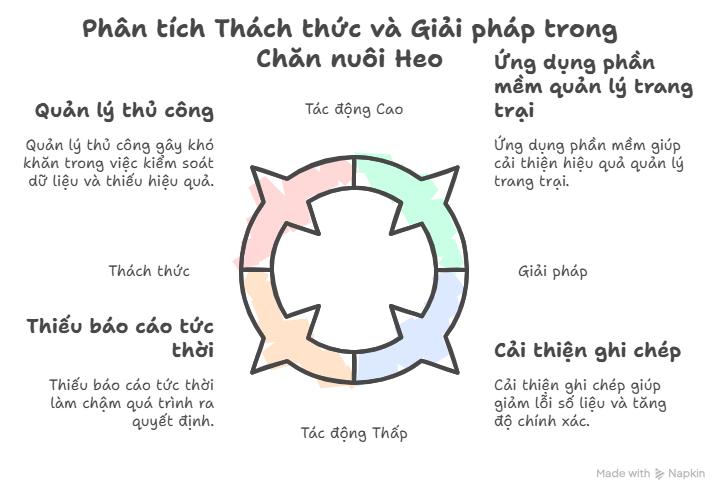 Phân tích Thách thức và Giải pháp trong
Chăn nuôi Heo
Quản lý thủ công
Quản lý thủ công gây khó
khăn trong việc kiểm soát
dữ liệu và thiếu hiệu quả.
Tác động Cao
Ứng dụng phần
mềm quản lý trang
trại
Ứng dụng phần mềm giúp
cải thiện hiệu quả quản lý
trang trại.
Thách thức
Giải pháp
Thiếu báo cáo tức
thời
Thiếu báo cáo tức thời
làm chậm quá trình ra
quyết định.
Cải thiện ghi chép
Cải thiện ghi chép giúp
giảm lỗi số liệu và tăng
độ chính xác.
Tác động Thấp
Made with Napkin